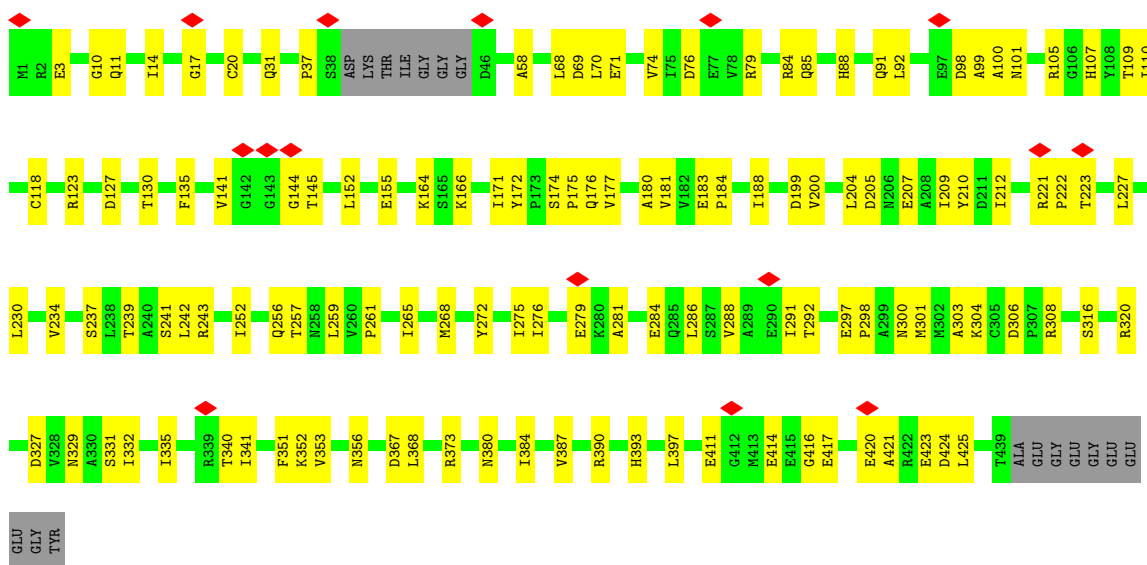 M1 R2 E3 G10 Q11 I14 G17 C20 Q31 P37 S38 ASP LYS THR ILE GLY GLY GLY D46 A58 L68 D69 L70 E71 V74 I75 D76 E77 V78 R79 R84 Q85 H88 Q91 L92 E97 D98 A99 A100 N101 R105 G106 H107 Y108 T109 I110
C118 R123 D127 T130 F135 V141 G142 G143 G144 T145 L152 E155 K164 S165 K166 I171 Y172 P173 S174 P175 Q176 V177 A180 V181 V182 E183 P184 I188 D199 V200 L204 D205 N206 E207 A208 I209 Y210 D211 I212 R221 P222 T223 L227
L230 V234 S237 L238 T239 A240 S241 L242 R243 I252 Q256 T257 N258 L259 V260 P261 I265 M268 Y272 I275 I276 E279 K280 A281 E284 Q285 L286 S287 V288 A289 E290 I291 T292 E297 P298 A299 N300 M301 M302 A303 K304 C305 D306 P307 R308 S316 R320
D327 V328 N329 A330 S331 I332 I335 R339 T340 I341 F351 K352 V353 N356 D367 L368 R373 N380 I384 V387 R390 H393 L397 E411 G412 M413 E414 E415 G416 E417 E420 A421 R422 E423 D424 L425 T439 ALA GLU GLY GLU GLY GLU GLU
GLU GLY TYR